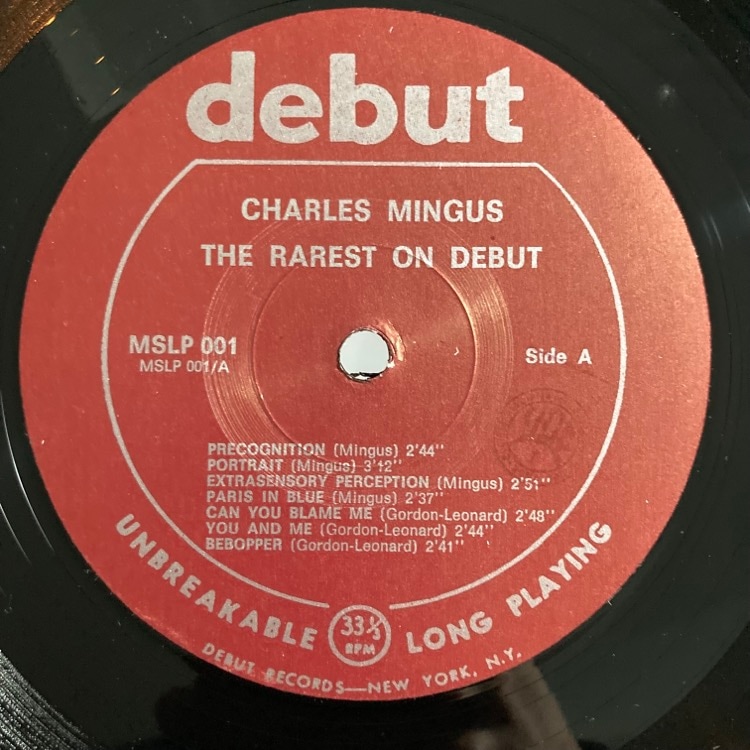 debut
CHARLES MINGUS
THE RAREST ON DEBUT
MSLP 001
MSLP 001/A
Side A
PRECOGNITION (Mingus) 2'44''
PORTRAIT (Mingus) 3'12''
EXTRASENSORY PERCEPTION (Mingus) 2'51''
PARIS IN BLUE (Mingus) 2'37''
CAN YOU BLAME ME (Gordon-Leonard) 2'48''
YOU AND ME (Gordon-Leonard) 2'44''
BEBOPPER (Gordon-Leonard) 2'41''
UNBREAKABLE
33⅓
RPM
LONG PLAYING
DEBUT RECORDS—NEW YORK, N.Y.